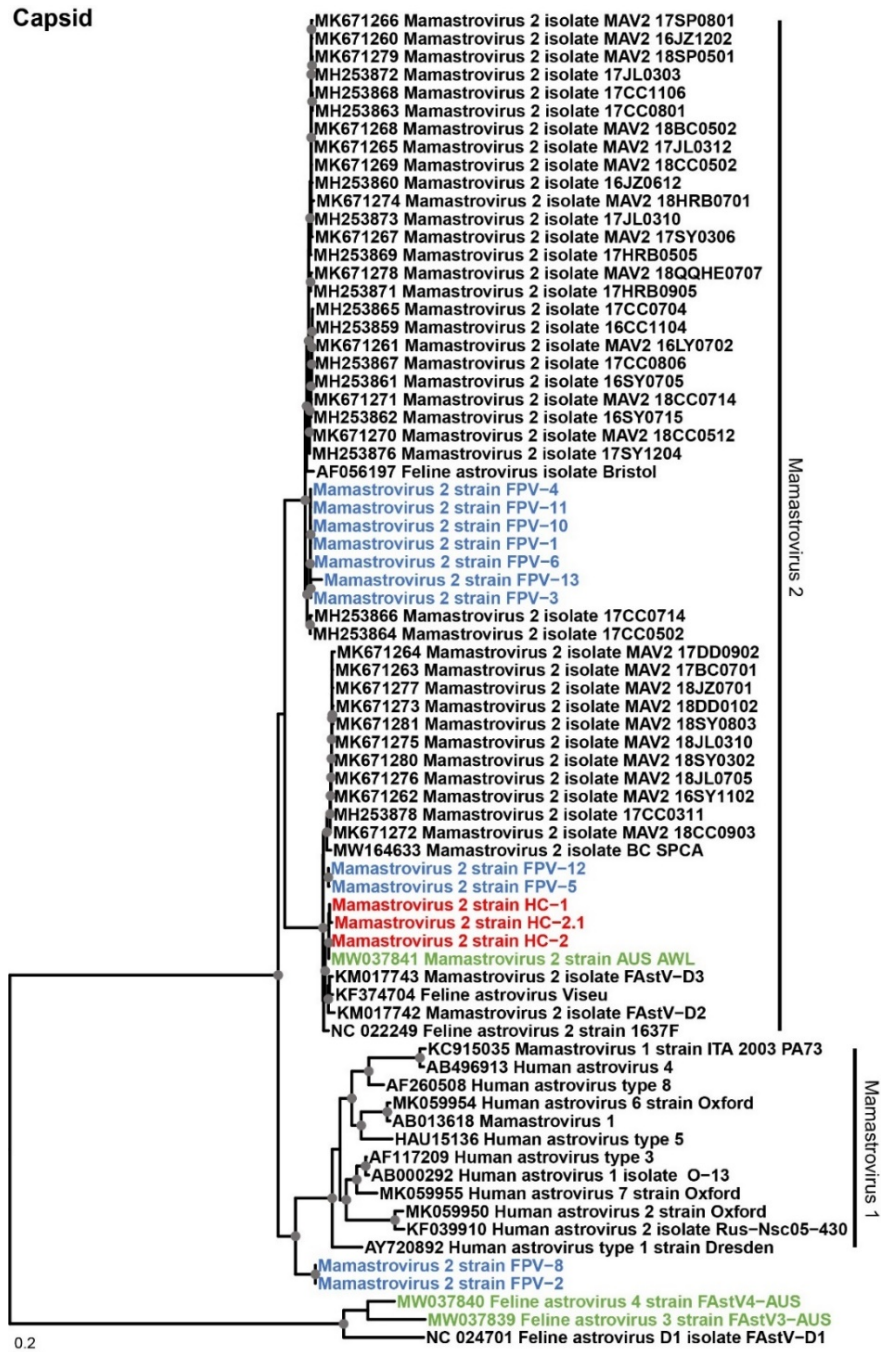 Capsid
MK671266 Mamastrovirus 2 isolate MAV2 17SP0801
MK671260 Mamastrovirus 2 isolate MAV2 16JZ1202
MK671279 Mamastrovirus 2 isolate MAV2 18SP0501
MH253872 Mamastrovirus 2 isolate 17JL0303
MH253868 Mamastrovirus 2 isolate 17CC1106
MH253863 Mamastrovirus 2 isolate 17CC0801
MK671268 Mamastrovirus 2 isolate MAV2 18BC0502
MK671265 Mamastrovirus 2 isolate MAV2 17JL0312
MK671269 Mamastrovirus 2 isolate MAV2 18CC0502
MH253860 Mamastrovirus 2 isolate 16JZ0612
MK671274 Mamastrovirus 2 isolate MAV2 18HRB0701
MH253873 Mamastrovirus 2 isolate 17JL0310
MK671267 Mamastrovirus 2 isolate MAV2 17SY0306
MH253869 Mamastrovirus 2 isolate 17HRB0505
MK671278 Mamastrovirus 2 isolate MAV2 18QQHE0707
MH253871 Mamastrovirus 2 isolate 17HRB0905
MH253865 Mamastrovirus 2 isolate 17CC0704
MH253859 Mamastrovirus 2 isolate 16CC1104
MK671261 Mamastrovirus 2 isolate MAV2 16LY0702
MH253867 Mamastrovirus 2 isolate 17CC0806
MH253861 Mamastrovirus 2 isolate 16SY0705
MK671271 Mamastrovirus 2 isolate MAV2 18CC0714
MH253862 Mamastrovirus 2 isolate 16SY0715
MK671270 Mamastrovirus 2 isolate MAV2 18CC0512
MH253876 Mamastrovirus 2 isolate 17SY1204
AF056197 Feline astrovirus isolate Bristol
Mamastrovirus 2 strain FPV−4
Mamastrovirus 2 strain FPV−11
Mamastrovirus 2 strain FPV−10
Mamastrovirus 2 strain FPV−1
Mamastrovirus 2 strain FPV−6
Mamastrovirus 2 strain FPV−13
Mamastrovirus 2 strain FPV−3
MH253866 Mamastrovirus 2 isolate 17CC0714
MH253864 Mamastrovirus 2 isolate 17CC0502
MK671264 Mamastrovirus 2 isolate MAV2 17DD0902
MK671263 Mamastrovirus 2 isolate MAV2 17BC0701
MK671277 Mamastrovirus 2 isolate MAV2 18JZ0701
MK671273 Mamastrovirus 2 isolate MAV2 18DD0102
MK671281 Mamastrovirus 2 isolate MAV2 18SY0803
MK671275 Mamastrovirus 2 isolate MAV2 18JL0310
MK671280 Mamastrovirus 2 isolate MAV2 18SY0302
MK671276 Mamastrovirus 2 isolate MAV2 18JL0705
MK671262 Mamastrovirus 2 isolate MAV2 16SY1102
MH253878 Mamastrovirus 2 isolate 17CC0311
MK671272 Mamastrovirus 2 isolate MAV2 18CC0903
MW164633 Mamastrovirus 2 isolate BC SPCA
Mamastrovirus 2 strain FPV−12
Mamastrovirus 2 strain FPV−5
Mamastrovirus 2 strain HC−1
Mamastrovirus 2 strain HC−2.1
Mamastrovirus 2 strain HC−2
MW037841 Mamastrovirus 2 strain AUS AWL
KM017743 Mamastrovirus 2 isolate FAstV−D3
KF374704 Feline astrovirus Viseu
KM017742 Mamastrovirus 2 isolate FAstV−D2
NC 022249 Feline astrovirus 2 strain 1637F
Mamastrovirus 2
KC915035 Mamastrovirus 1 strain ITA 2003 PA73
AB496913 Human astrovirus 4
AF260508 Human astrovirus type 8
MK059954 Human astrovirus 6 strain Oxford
AB013618 Mamastrovirus 1
HAU15136 Human astrovirus type 5
AF117209 Human astrovirus type 3
AB000292 Human astrovirus 1 isolate O−13
MK059955 Human astrovirus 7 strain Oxford
MK059950 Human astrovirus 2 strain Oxford
KF039910 Human astrovirus 2 isolate Rus−Nsc05−430
AY720892 Human astrovirus type 1 strain Dresden
Mamastrovirus 1
Mamastrovirus 2 strain FPV−8
Mamastrovirus 2 strain FPV−2
MW037840 Feline astrovirus 4 strain FAstV4−AUS
MW037839 Feline astrovirus 3 strain FAstV3−AUS
NC 024701 Feline astrovirus D1 isolate FAstV−D1
0.2